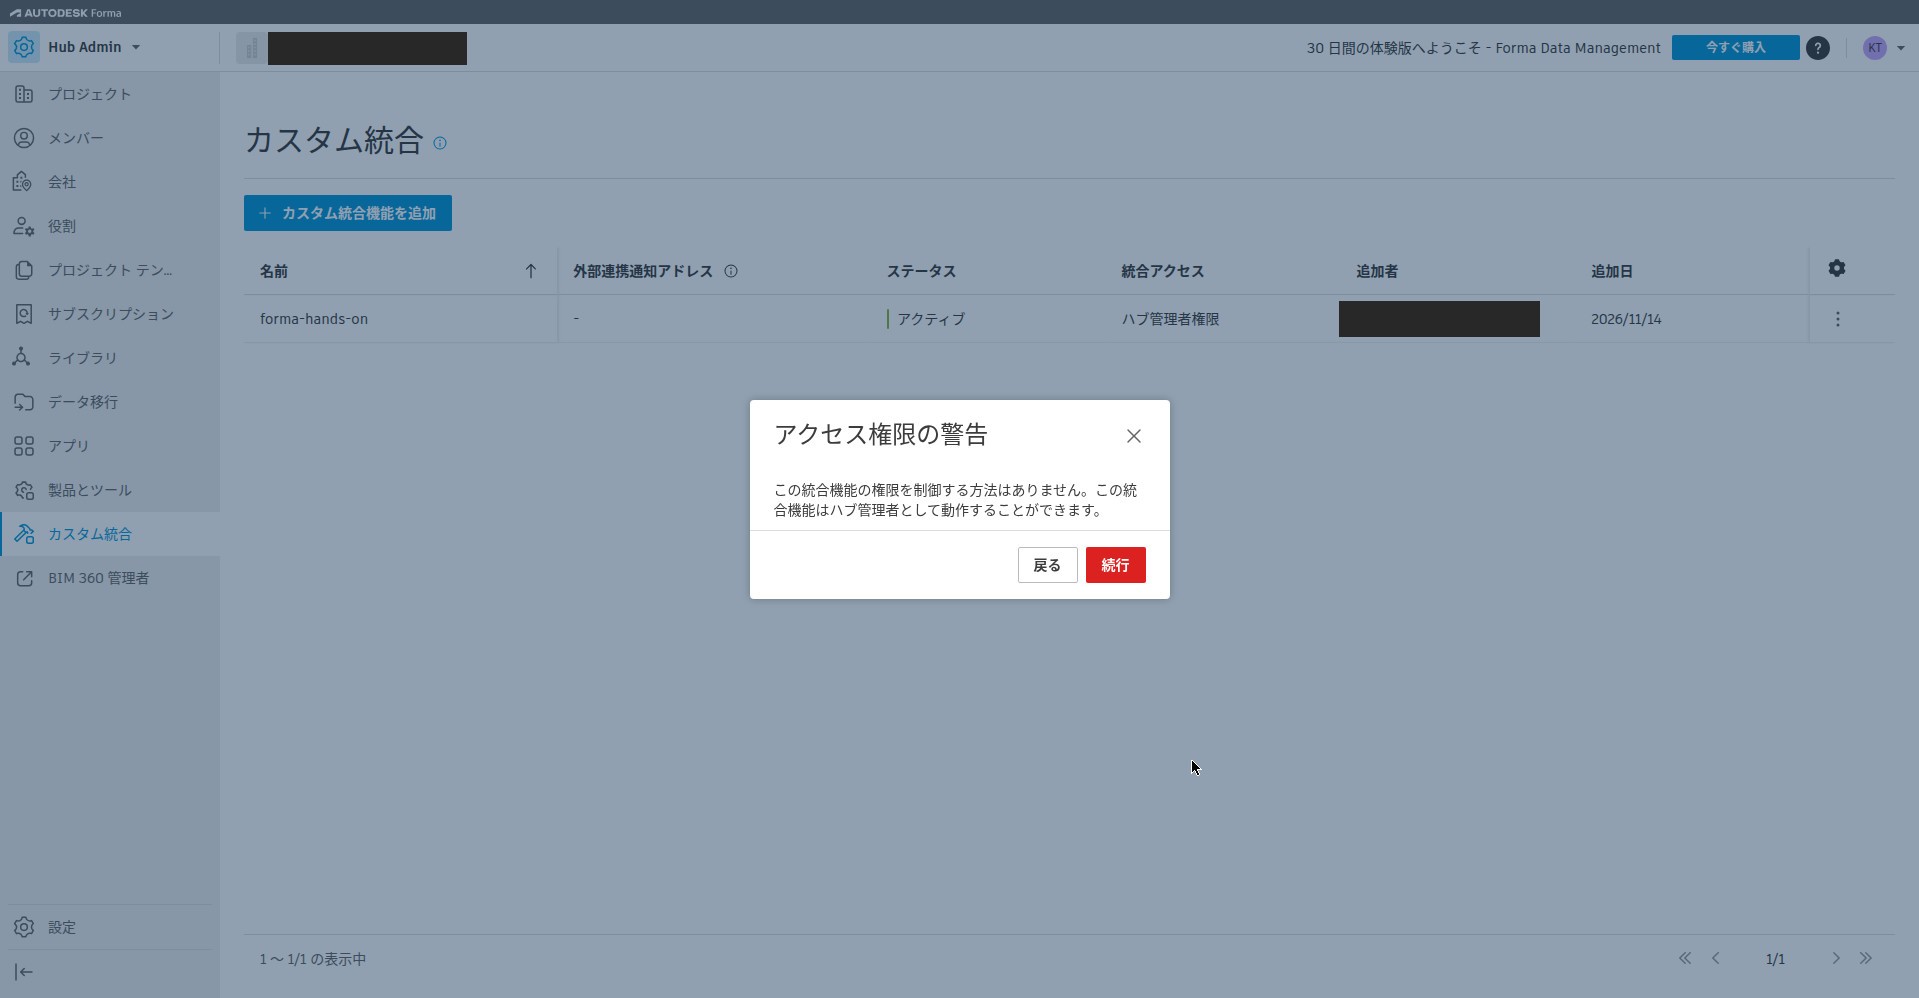 AUTODESK Forma
Hub Admin
30 日間の体験版へようこそ - Forma Data Management
今すぐ購入
?
KT
プロジェクト
メンバー
会社
役割
プロジェクト テン...
サブスクリプション
ライブラリ
データ移行
アプリ
製品とツール
カスタム統合
BIM 360 管理者
設定
カスタム統合
+ カスタム統合機能を追加
名前 外部連携通知アドレス ステータス 統合アクセス 追加者 追加日
forma-hands-on - アクティブ ハブ管理者権限 2026/11/14
アクセス権限の警告
この統合機能の権限を制御する方法はありません。この統
合機能はハブ管理者として動作することができます。
戻る 続行
1 ～ 1/1 の表示中
1/1